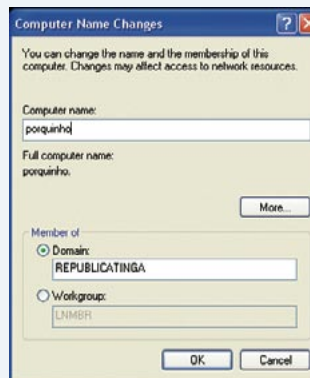 Computer Name Changes
You can change the name and the membership of this
computer. Changes may affect access to network resources.
Computer name:
porquinho
Full computer name:
porquinho.
More...
Member of
Domain:
REPUBLICATINGA
Workgroup:
LNMBR
OK Cancel